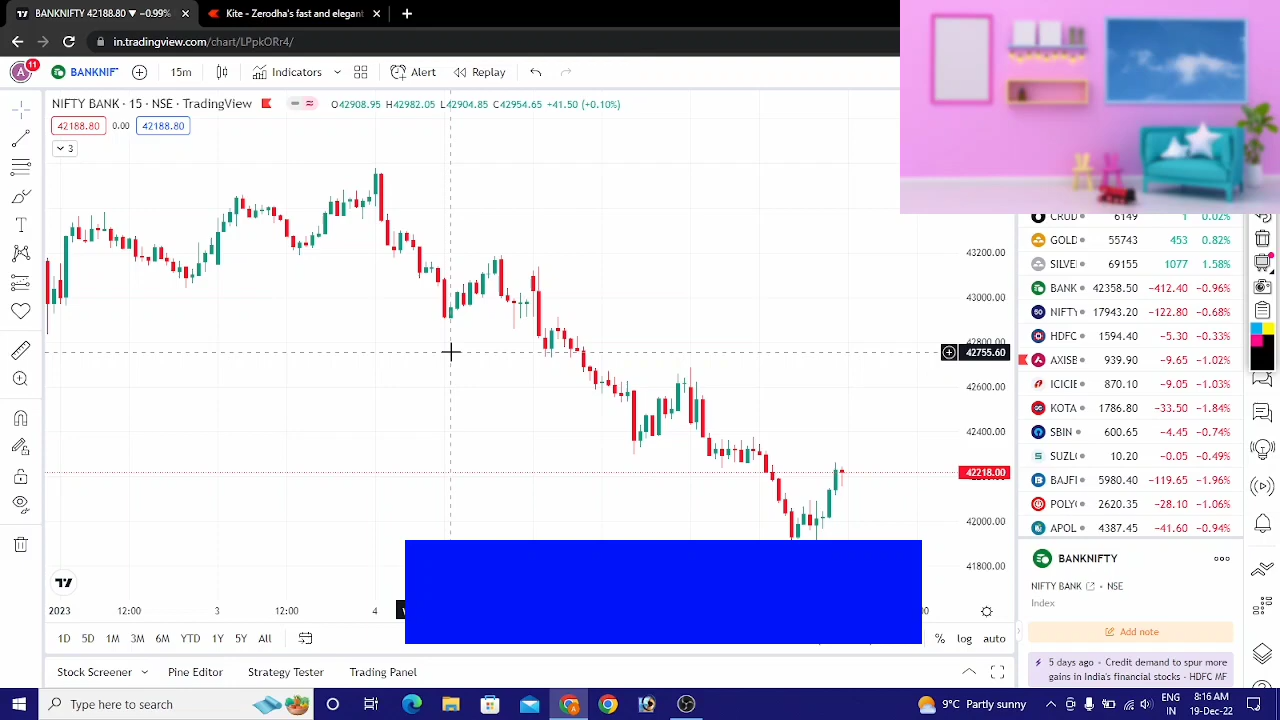 BANKNIFTY 42188.80 ▼ −0.99%
Kite - Zerodha's fast and elegant
in.tradingview.com/chart/LPpkORr4/
A 11 BANKNIF 15m Indicators Alert Replay
NIFTY BANK · 15 · NSE · TradingView O42908.95 H42982.05 L42904.85 C42954.65 +41.50 (+0.10%)
42188.80 0.00 42188.80
3
43200.00
43000.00
42800.00
42755.60
42600.00
42400.00
42218.00
42000.00
41800.00
2023 12:00 3 12:00 4
1D 5D 1M 3M 6M YTD 1Y 5Y All % log auto
Stock Screener Pine Editor Strategy Tester Trading Panel
CRUD 6149 1 0.02%
GOLD 55743 453 0.82%
SILVE 69155 1077 1.58%
BANK 42358.50 −412.40 −0.96%
NIFTY 17943.20 −122.80 −0.68%
HDFC 1594.40 −5.30 −0.33%
AXISB 939.90 −9.65 −1.02%
ICICIE 870.10 −9.05 −1.03%
KOTA 1786.80 −33.50 −1.84%
SBIN 600.65 −4.45 −0.74%
SUZL 10.20 −0.05 −0.49%
BAJFI 5980.40 −119.65 −1.96%
POLY 2620.35 −28.10 −1.06%
APOL 4387.45 −41.60 −0.94%
BANKNIFTY
NIFTY BANK • NSE
Index
Add note
5 days ago · Credit demand to spur more
gains in India's financial stocks - HDFC MF
Type here to search
9°C Partly cloudy
ENG
IN
8:16 AM
19-Dec-22